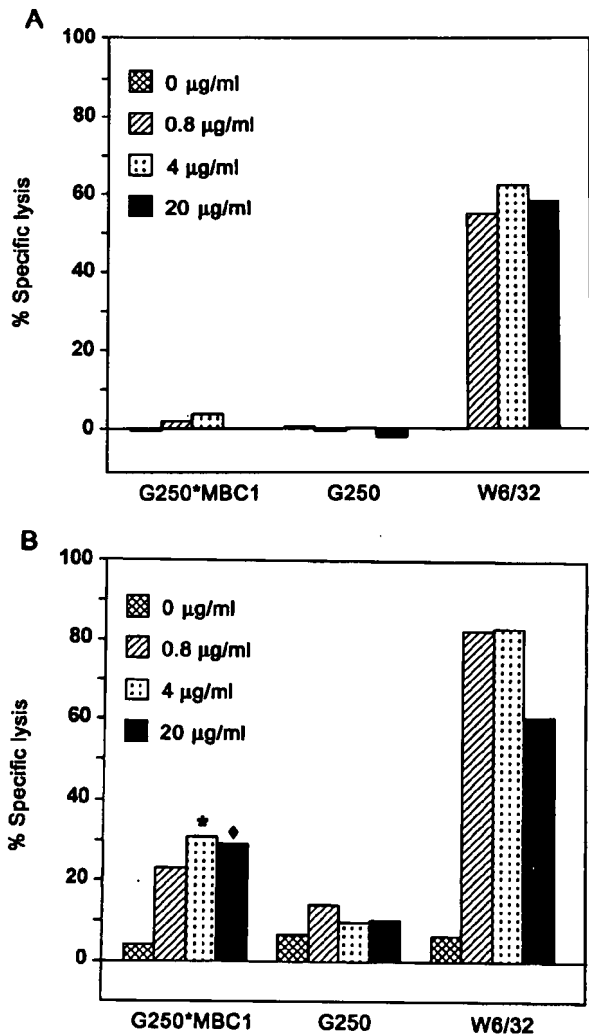 A
100
80
60
40
20
0
% Specific lysis
0 µg/ml
0.8 µg/ml
4 µg/ml
20 µg/ml
G250*MBC1 G250 W6/32
B
100
80
60
40
20
0
% Specific lysis
0 µg/ml
0.8 µg/ml
4 µg/ml
20 µg/ml
* ♦
G250*MBC1 G250 W6/32